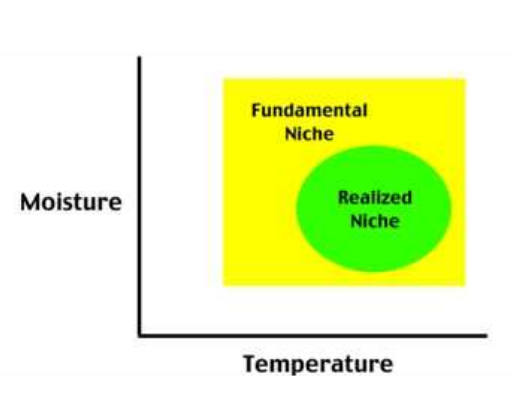 Fundamental
Niche
Moisture
Realized
Niche
Temperature